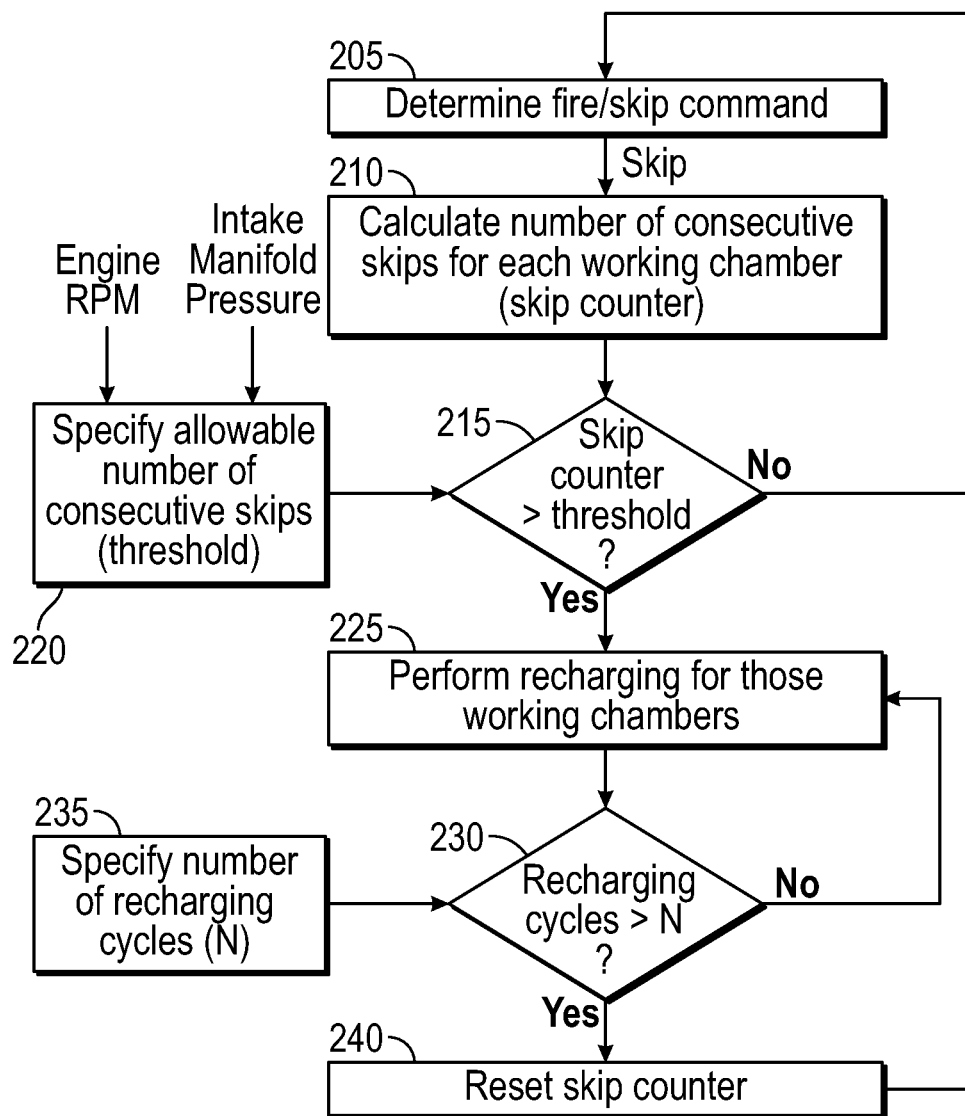 205
Determine fire/skip command
Skip
210
Calculate number of consecutive
skips for each working chamber
(skip counter)
Engine
RPM
Intake
Manifold
Pressure
Specify allowable
number of
consecutive skips
(threshold)
220
215
Skip
counter
> threshold
?
No
Yes
225
Perform recharging for those
working chambers
235
Specify number
of recharging
cycles (N)
230
Recharging
cycles > N
?
No
Yes
240
Reset skip counter